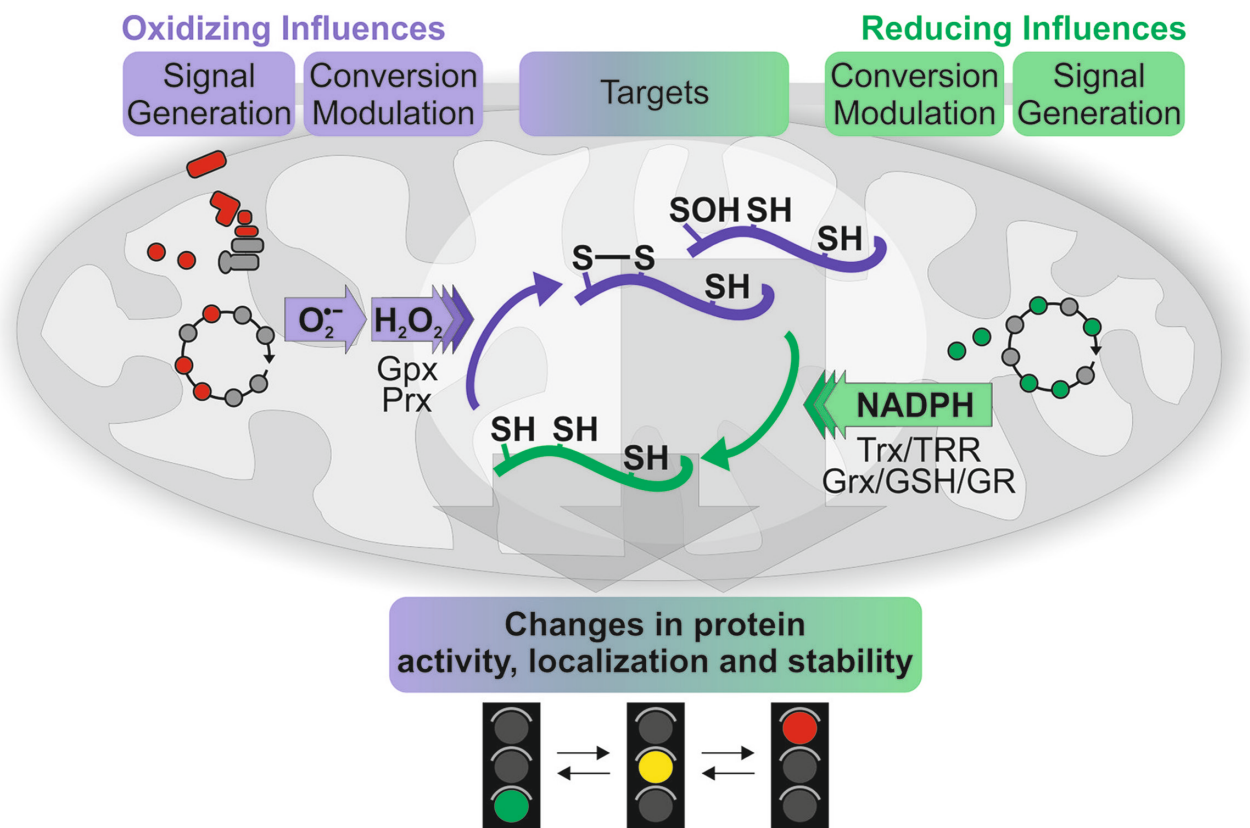 Oxidizing Influences
Reducing Influences
Signal
Generation
Conversion
Modulation
Targets
Conversion
Modulation
Signal
Generation
SOH SH
SH
S—S
SH
O₂•−
H₂O₂
Gpx
Prx
NADPH
Trx/TRR
Grx/GSH/GR
SH SH
SH
Changes in protein
activity, localization and stability